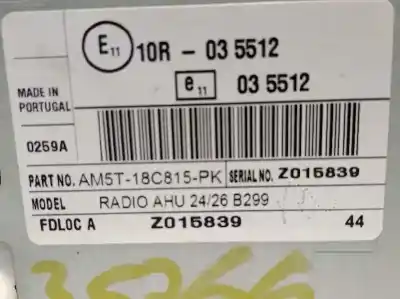 E11 10R - 03 5512
e11 03 5512
MADE IN
PORTUGAL
0259A
PART NO. AM5T-18C815-PK SERIAL NO. Z015839
MODEL RADIO AHU 24/26 B299
FDLOC A Z015839 44